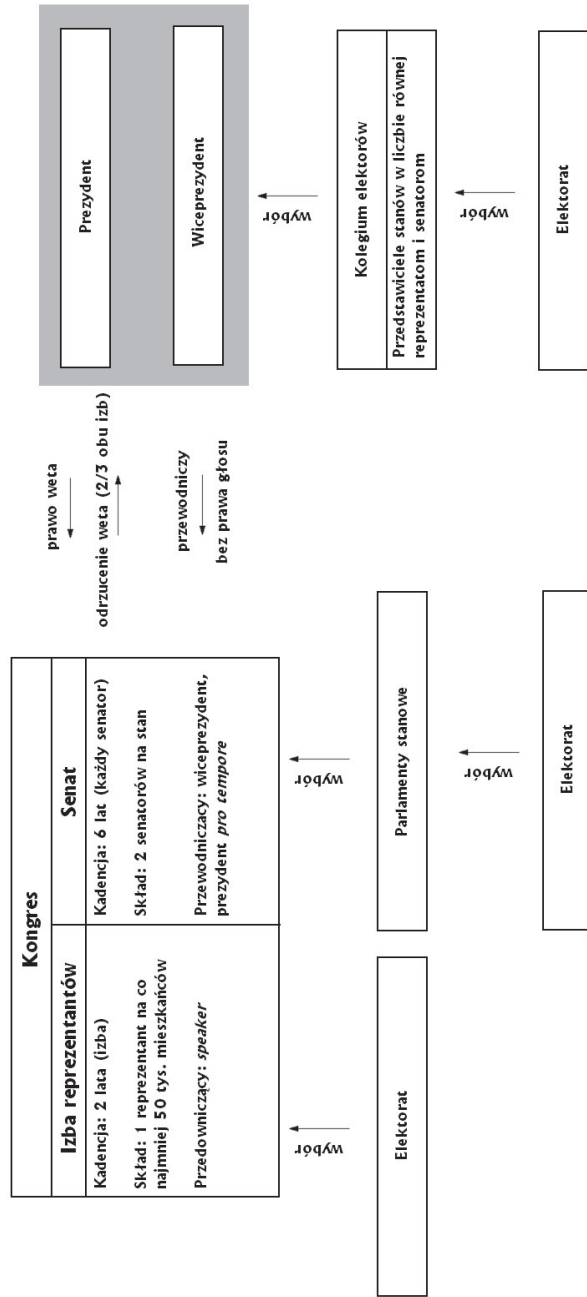 Kongres
Izba reprezentantów
Kadencja: 2 lata (izba)
Skład: 1 reprezentant na co
najmniej 50 tys. mieszkańców
Przedowniczący: speaker
Senat
Kadencja: 6 lat (każdy senator)
Skład: 2 senatorów na stan
Przewodniczacy: wiceprezydent,
prezydent pro tempore
prawo weta
odrzucenie weta (2/3 obu izb)
przewodniczy
bez prawa głosu
Prezydent
Wiceprezydent
wybór
wybór
wybór
Elektorat
Parlamenty stanowe
Kolegium elektorów
Przedstawiciele stanów w liczbie równej
reprezentatom i senatorom
wybór
wybór
Elektorat
Elektorat